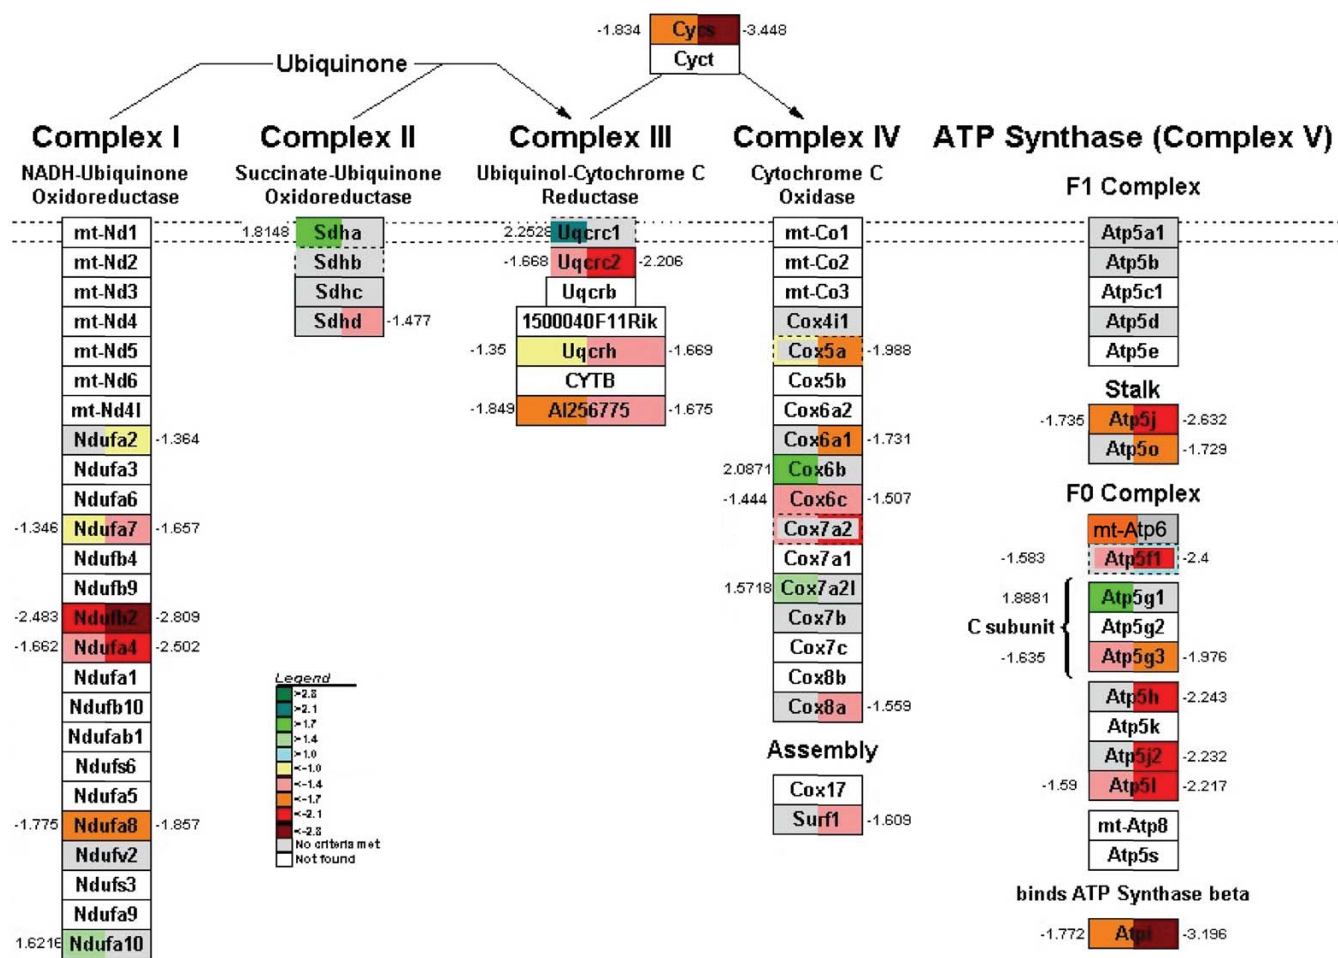 -1.834 Cycs -3.448
Cyct
Ubiquinone
Complex I
NADH-Ubiquinone
Oxidoreductase
mt-Nd1
mt-Nd2
mt-Nd3
mt-Nd4
mt-Nd5
mt-Nd6
mt-Nd4l
Ndufa2 -1.364
Ndufa3
Ndufa6
-1.346 Ndufa7 -1.657
Ndufb4
Ndufb9
-2.483 Ndufb2 -2.809
-1.662 Ndufa4 -2.502
Ndufa1
Ndufb10
Ndufab1
Ndufs6
Ndufa5
-1.775 Ndufa8 -1.857
Ndufv2
Ndufs3
Ndufa9
1.6216 Ndufa10
Complex II
Succinate-Ubiquinone
Oxidoreductase
1.8148 Sdha
Sdhb
Sdhc
Sdhd -1.477
Legend
>2.8
>2.1
>1.7
>1.4
>1.0
<-1.0
<-1.4
<-1.7
<-2.1
<-2.8
No criteria met
Not found
Complex III
Ubiquinol-Cytochrome C
Reductase
2.2528 Uqcrc1
-1.668 Uqcrc2 -2.206
Uqcrb
1500040F11Rik
-1.35 Uqcrh -1.669
CYTB
-1.849 AI256775 -1.675
Complex IV
Cytochrome C
Oxidase
mt-Co1
mt-Co2
mt-Co3
Cox4i1
Cox5a -1.988
Cox5b
Cox6a2
Cox6a1 -1.731
2.0871 Cox6b
-1.444 Cox6c -1.507
Cox7a2
Cox7a1
1.5718 Cox7a2l
Cox7b
Cox7c
Cox8b
Cox8a -1.559
Assembly
Cox17
Surf1 -1.609
ATP Synthase (Complex V)
F1 Complex
Atp5a1
Atp5b
Atp5c1
Atp5d
Atp5e
Stalk
-1.735 Atp5j -2.632
Atp5o -1.729
F0 Complex
mt-Atp6
-1.583 Atp5f1 -2.4
1.8881 Atp5g1
C subunit Atp5g2
-1.635 Atp5g3 -1.976
Atp5h -2.243
Atp5k
Atp5j2 -2.232
-1.59 Atp5l -2.217
mt-Atp8
Atp5s
binds ATP Synthase beta
-1.772 Atpi -3.196